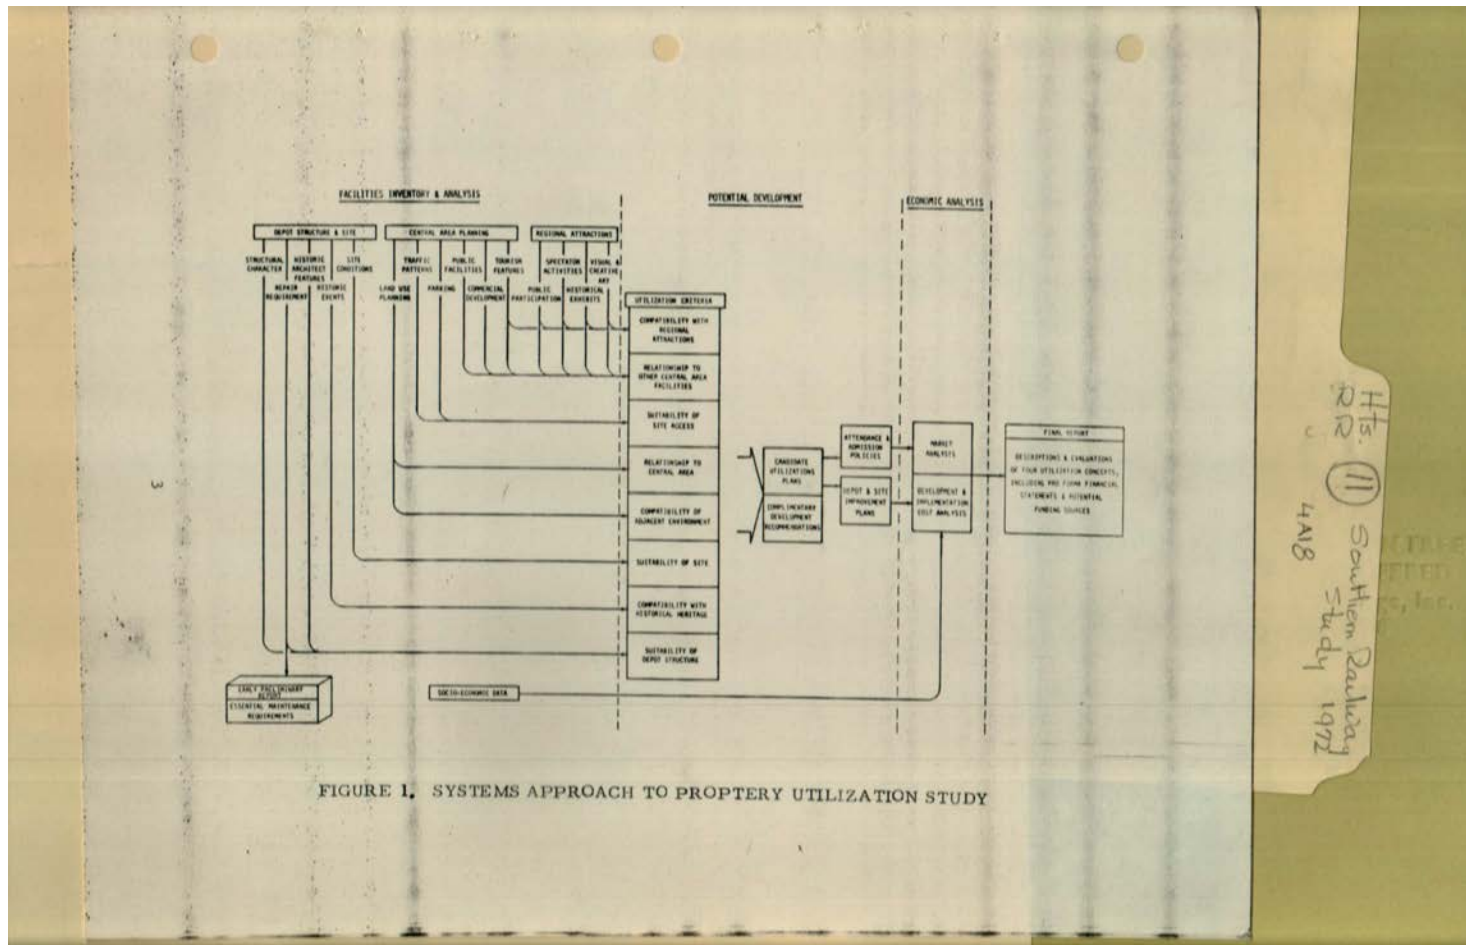 FACILITIES INVENTORY & ANALYSIS
POTENTIAL DEVELOPMENT
ECONOMIC ANALYSIS
DEPOT STRUCTURE & SITE
CENTRAL AREA PLANNING
REGIONAL ATTRACTIONS
STRUCTURAL
CHARACTER
REPAIR
REQUIREMENT
HISTORIC
ARCHITECT
FEATURES
HISTORIC
EVENTS
SITE
CONDITIONS
LAND USE
PLANNING
TRAFFIC
PATTERNS
PARKING
PUBLIC
FACILITIES
COMMERCIAL
DEVELOPMENT
TOURISM
FEATURES
PUBLIC
PARTICIPATION
SPECTATOR
ACTIVITIES
HISTORICAL
EXHIBITS
VISUAL &
CREATIVE
ART
UTILIZATION CRITERIA
COMPATIBILITY WITH
REGIONAL
ATTRACTIONS
RELATIONSHIP TO
OTHER CENTRAL AREA
FACILITIES
SUITABILITY OF
SITE ACCESS
RELATIONSHIP TO
CENTRAL AREA
COMPATIBILITY OF
ADJACENT ENVIRONMENT
SUITABILITY OF SITE
COMPATIBILITY WITH
HISTORICAL HERITAGE
SUITABILITY OF
DEPOT STRUCTURE
CANDIDATE
UTILIZATIONS
PLANS
COMPLIMENTARY
DEVELOPMENT
RECOMMENDATIONS
ATTENDANCE &
ADMISSION
POLICIES
DEPOT & SITE
IMPROVEMENT
PLANS
MARKET
ANALYSIS
DEVELOPMENT &
IMPLEMENTATION
COST ANALYSIS
FINAL REPORT
DESCRIPTIONS & EVALUATIONS
OF FOUR UTILIZATION CONCEPTS,
INCLUDING PRO FORMA FINANCIAL
STATEMENTS & POTENTIAL
FUNDING SOURCES
EARLY PRELIMINARY
REPORT
ESSENTIAL MAINTENANCE
REQUIREMENTS
SOCIO-ECONOMIC DATA
FIGURE 1. SYSTEMS APPROACH TO PROPTERY UTILIZATION STUDY
3
Hts. 11 Southern Railway
RR Study 1972
4A18